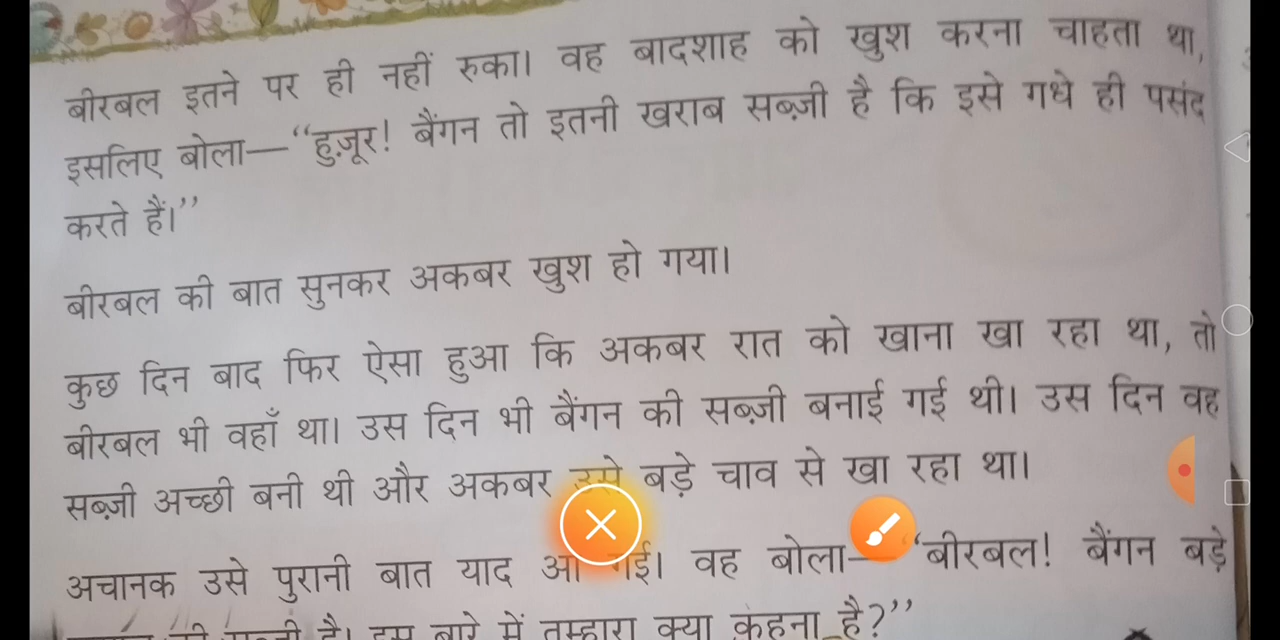 बीरबल इतने पर ही नहीं रुका। वह बादशाह को खुश करना चाहता था,
इसलिए बोला—“हुज़ूर! बैंगन तो इतनी खराब सब्ज़ी है कि इसे गधे ही पसंद
करते हैं।”
बीरबल की बात सुनकर अकबर खुश हो गया।
कुछ दिन बाद फिर ऐसा हुआ कि अकबर रात को खाना खा रहा था, तो
बीरबल भी वहाँ था। उस दिन भी बैंगन की सब्ज़ी बनाई गई थी। उस दिन वह
सब्ज़ी अच्छी बनी थी और अकबर उसे बड़े चाव से खा रहा था।
अचानक उसे पुरानी बात याद आ गई। वह बोला—“बीरबल! बैंगन बड़े
है। इस बारे में तुम्हारा क्या कहना है?”